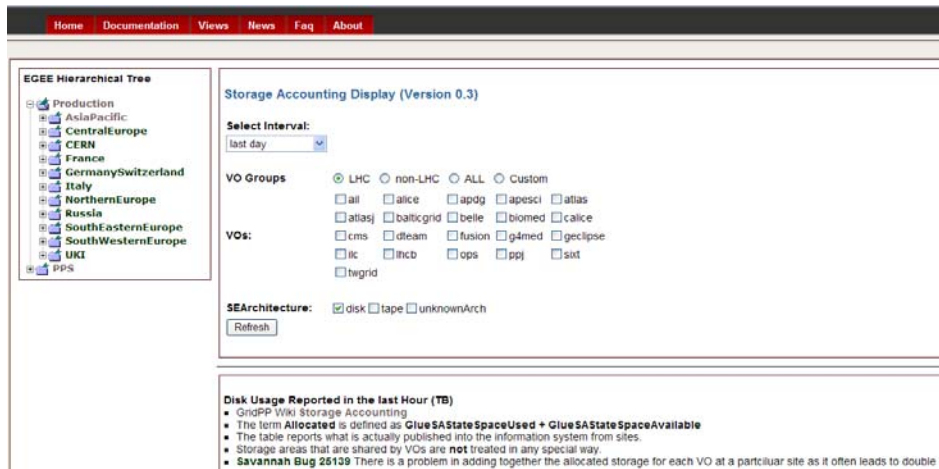 Home Documentation Views News Faq About
EGEE Hierarchical Tree
Production
AsiaPacific
CentralEurope
CERN
France
GermanySwitzerland
Italy
NorthernEurope
Russia
SouthEasternEurope
SouthWesternEurope
UKI
PPS
Storage Accounting Display (Version 0.3)
Select Interval:
last day
VO Groups LHC non-LHC ALL Custom
all alice apdg apesci atlas
atlasj balticgrid belle biomed calice
VOs: cms dteam fusion g4med geclipse
ilc lhcb ops ppj sixt
twgrid
SEArchitecture: disk tape unknownArch
Refresh
Disk Usage Reported in the last Hour (TB)
GridPP Wiki Storage Accounting
The term Allocated is defined as GlueSAStateSpaceUsed + GlueSAStateSpaceAvailable
The table reports what is actually published into the information system from sites.
Storage areas that are shared by VOs are not treated in any special way.
Savannah Bug 25139 There is a problem in adding together the allocated storage for each VO at a partciluar site as it often leads to double